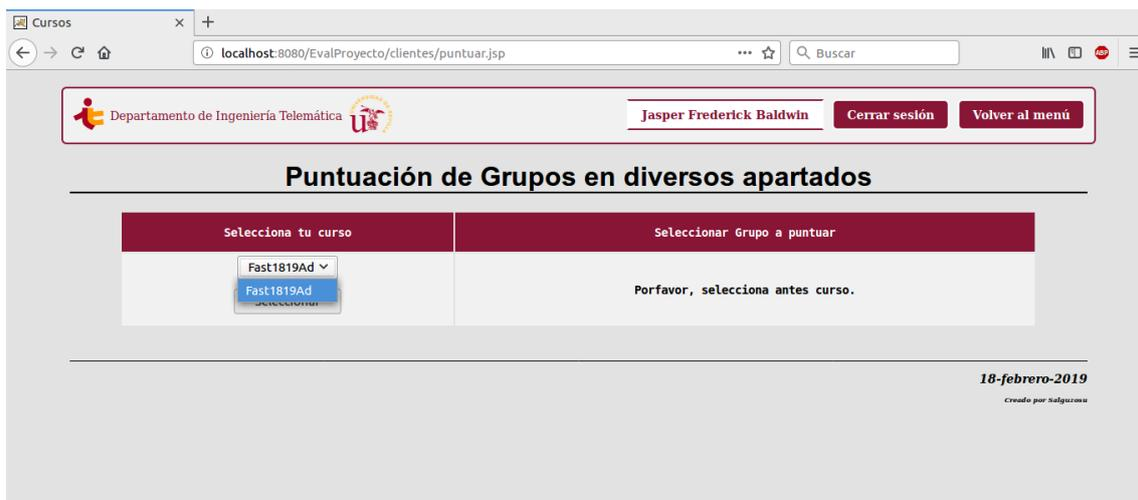 Cursos
localhost:8080/EvalProyecto/clientes/puntuar.jsp
Buscar
ABP
Departamento de Ingeniería Telemática
Jasper Frederick Baldwin
Cerrar sesión
Volver al menú
Puntuación de Grupos en diversos apartados
Selecciona tu curso
Seleccionar Grupo a puntuar
Fast1819Ad
Fast1819Ad
Seleccionar
Porfavor, selecciona antes curso.
18-febrero-2019
Creado por Salguzosu